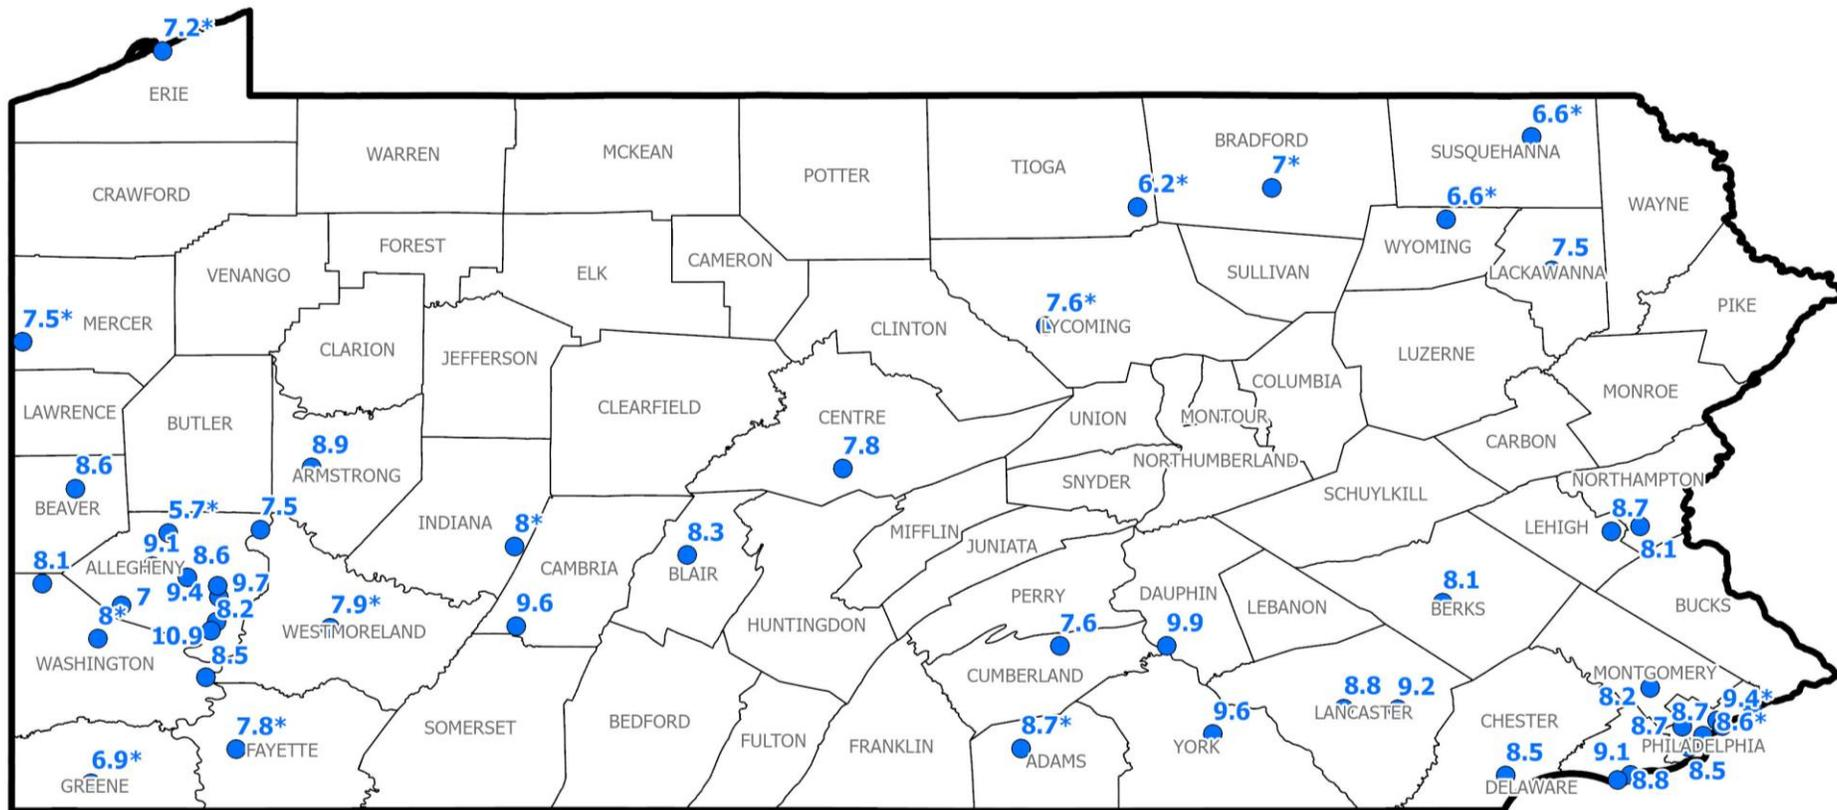 7.2*
ERIE
6.6*
WARREN
MCKEAN
BRADFORD
SUSQUEHANNA
TIOGA
7*
POTTER
6.2*
CRAWFORD
6.6*
WAYNE
FOREST
WYOMING
7.5
CAMERON
VENANGO
ELK
SULLIVAN
LACKAWANNA
7.6*
PIKE
7.5*
MERCER
LYCOMING
CLINTON
CLARION
JEFFERSON
LUZERNE
COLUMBIA
MONROE
LAWRENCE
CLEARFIELD
CENTRE
UNION
MONTOUR
BUTLER
8.9
7.8
CARBON
8.6
NORTHUMBERLAND
ARMSTRONG
SNYDER
NORTHAMPTON
SCHUYLKILL
BEAVER
5.7*
7.5
8.7
INDIANA
8*
MIFFLIN
LEHIGH
8.3
9.1
8.6
JUNIATA
8.1
8.1
ALLEGHENY
CAMBRIA
BLAIR
9.7
8.1
9.4
7
PERRY
DAUPHIN
LEBANON
BERKS
BUCKS
8*
8.2
7.9*
9.6
HUNTINGDON
7.6
9.9
10.9
WESTMORELAND
8.5
WASHINGTON
CUMBERLAND
MONTGOMERY
8.8
9.2
8.2
9.4*
LANCASTER
9.6
8.7
8.7
8.6*
7.8*
SOMERSET
BEDFORD
8.7*
CHESTER
FULTON
FRANKLIN
YORK
PHILADELPHIA
FAYETTE
ADAMS
8.5
9.1
8.5
6.9*
8.8
GREENE
DELAWARE